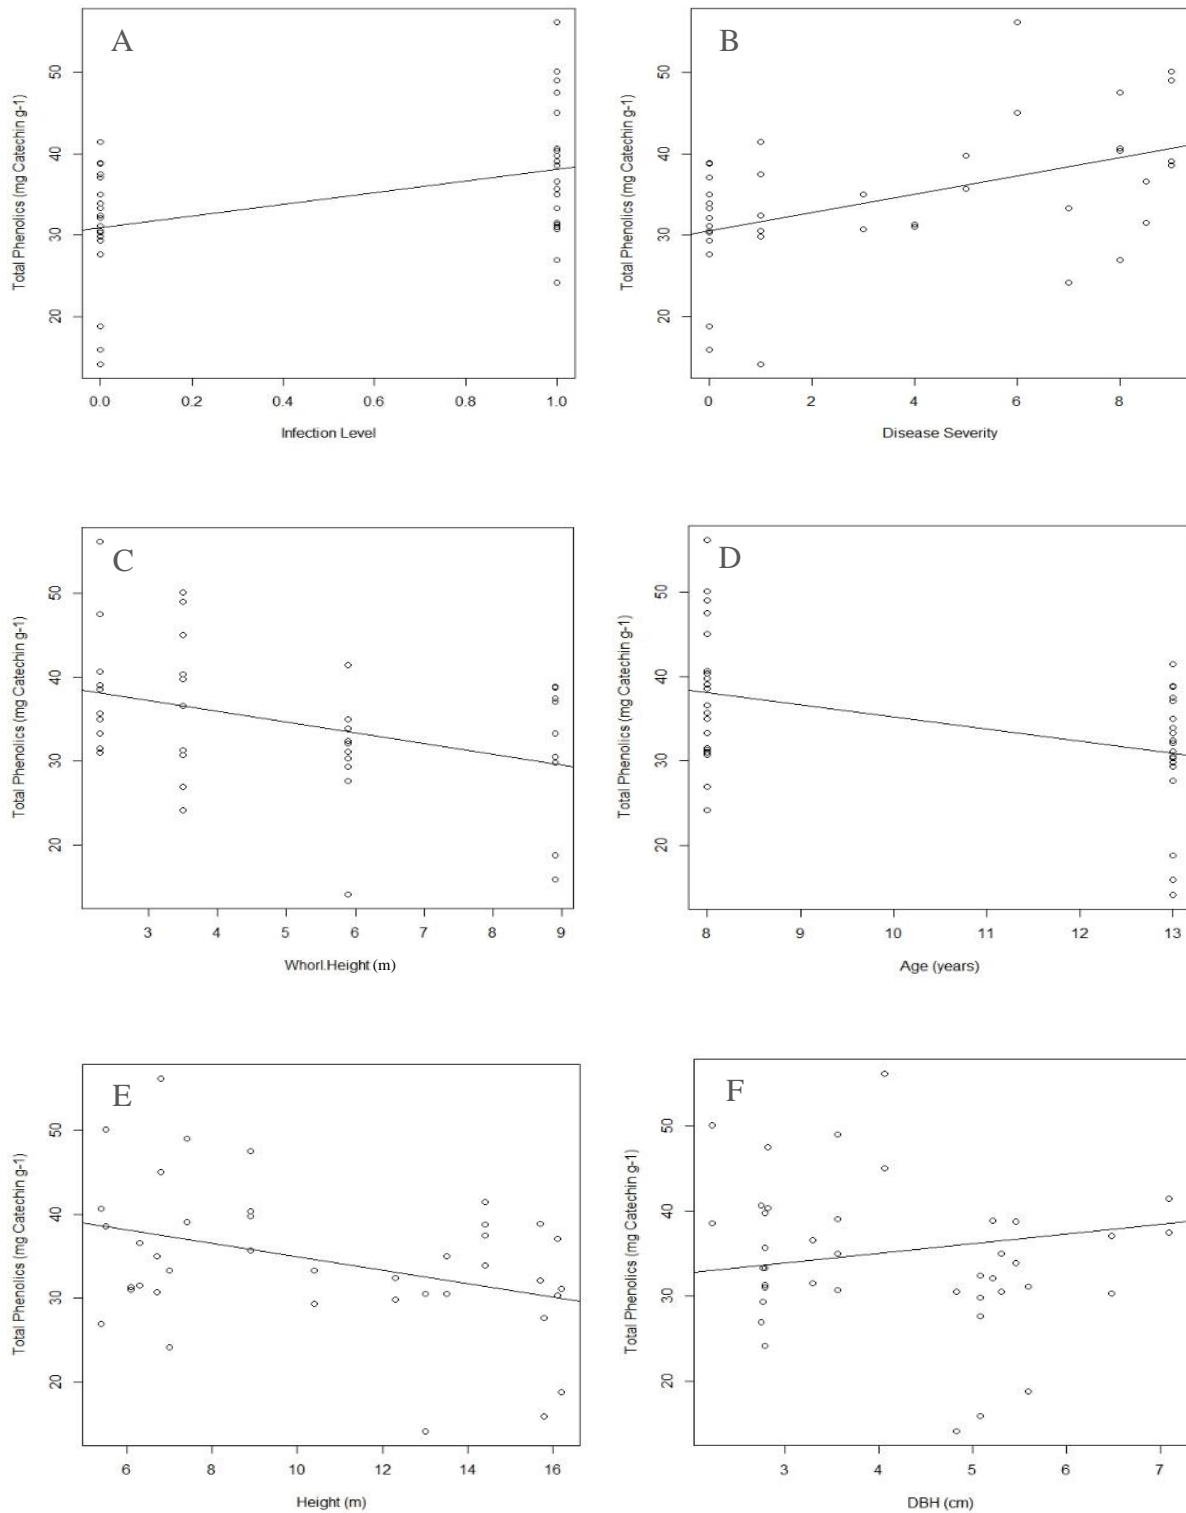 A
Total Phenolics (mg Catechin g-1)
50
40
30
20
0.0 0.2 0.4 0.6 0.8 1.0
Infection Level
B
Total Phenolics (mg Catechin g-1)
50
40
30
20
0 2 4 6 8
Disease Severity
C
Total Phenolics (mg Catechin g-1)
50
40
30
20
3 4 5 6 7 8 9
Whorl.Height (m)
D
Total Phenolics (mg Catechin g-1)
50
40
30
20
8 9 10 11 12 13
Age (years)
E
Total Phenolics (mg Catechin g-1)
50
40
30
20
6 8 10 12 14 16
Height (m)
F
Total Phenolics (mg Catechin g-1)
50
40
30
20
3 4 5 6 7
DBH (cm)